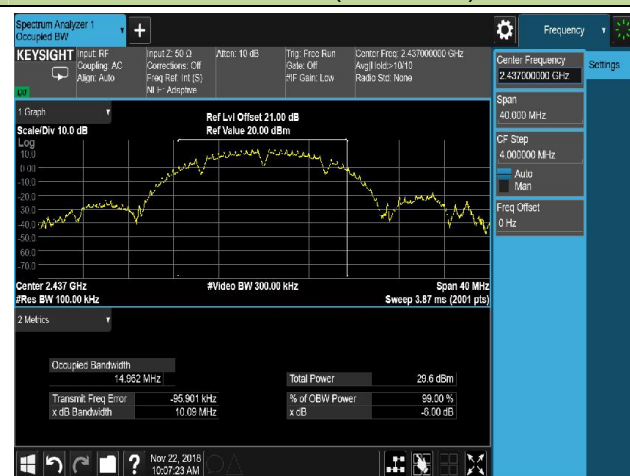 Spectrum Analyzer 1
Occupied BW
Frequency
KEYSIGHT
Input: RF
Coupling: AC
Align: Auto
Input Z: 50 Ω
Corrections: Off
Freq Ref: Int (S)
NFE: Adaptive
Atten: 10 dB
Trig: Free Run
Gate: Off
#IF Gain: Low
Center Freq: 2.437000000 GHz
Avg|Hold:>10/10
Radio Std: None
Center Frequency
2.437000000 GHz
Settings
Span
40.000 MHz
CF Step
4.000000 MHz
Auto
Man
Freq Offset
0 Hz
1 Graph
Scale/Div 10.0 dB
Ref Lvl Offset 21.00 dB
Ref Value 20.00 dBm
Log
10.0
0.00
-10.0
-20.0
-30.0
-40.0
-50.0
-60.0
-70.0
Center 2.437 GHz
#Video BW 300.00 kHz
Span 40 MHz
#Res BW 100.00 kHz
Sweep 3.87 ms (2001 pts)
2 Metrics
Occupied Bandwidth
14.962 MHz
Total Power 29.6 dBm
Transmit Freq Error -95.901 kHz
% of OBW Power 99.00 %
x dB Bandwidth 10.09 MHz
x dB -6.00 dB
Nov 22, 2018
10:07:23 AM